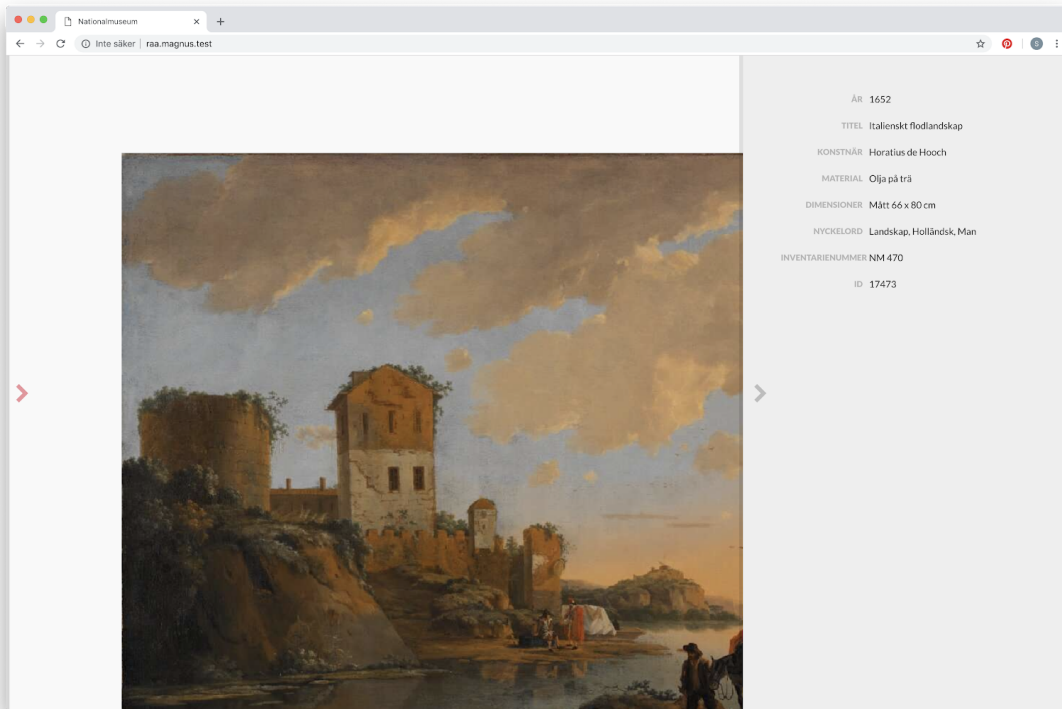 Nationalmuseum
Inte säker | raa.magnus.test
S
ÅR 1652
TITEL Italienskt flodlandskap
KONSTNÄR Horatius de Hooch
MATERIAL Olja på trä
DIMENSIONER Mått 66 x 80 cm
NYCKELORD Landskap, Holländsk, Man
INVENTARIENUMMER NM 470
ID 17473